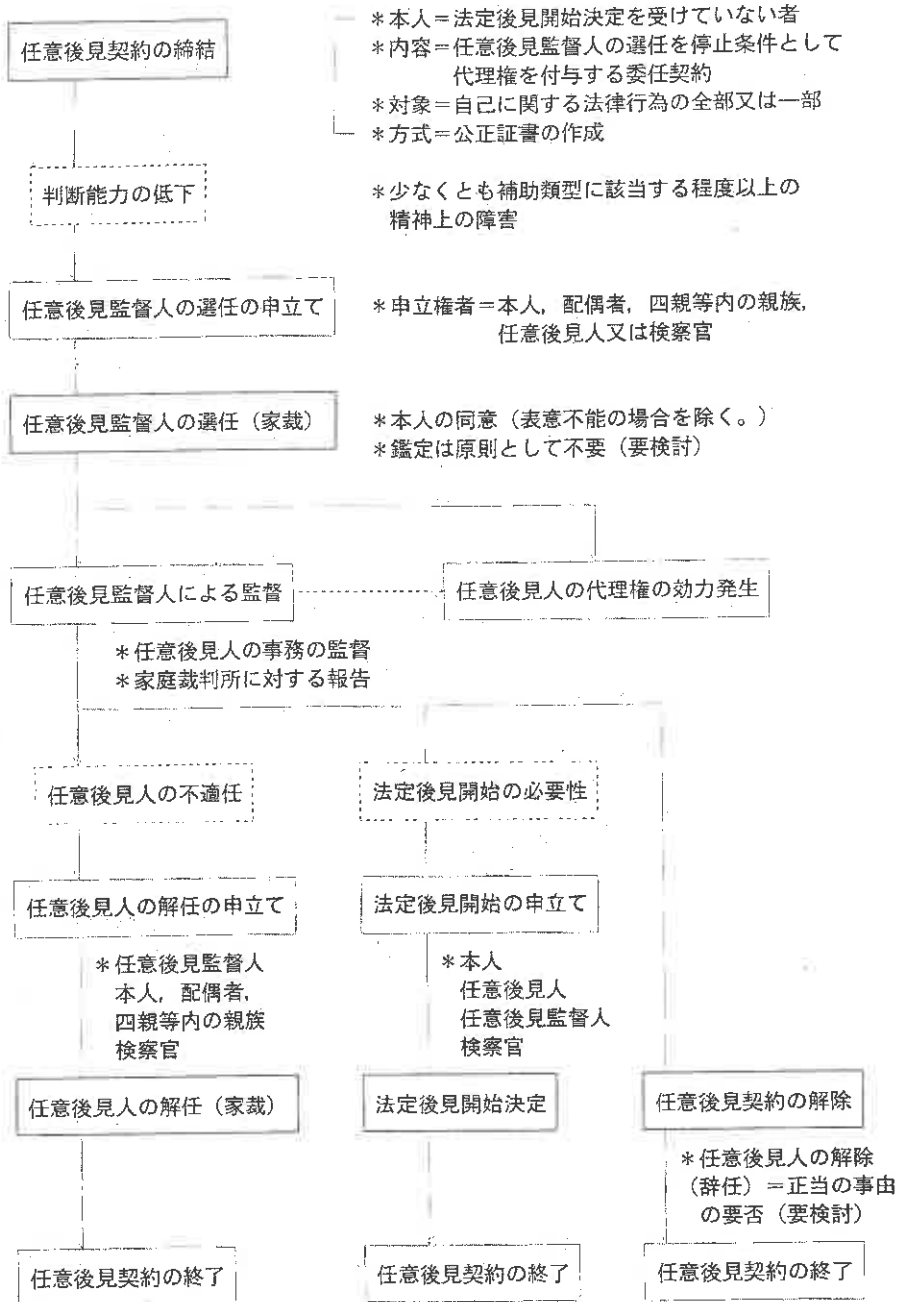 任意後見契約の締結
＊本人＝法定後見開始決定を受けていない者
＊内容＝任意後見監督人の選任を停止条件として
代理権を付与する委任契約
＊対象＝自己に関する法律行為の全部又は一部
＊方式＝公正証書の作成
判断能力の低下
＊少なくとも補助類型に該当する程度以上の
精神上の障害
任意後見監督人の選任の申立て
＊申立権者＝本人，配偶者，四親等内の親族，
任意後見人又は検察官
任意後見監督人の選任（家裁）
＊本人の同意（表意不能の場合を除く。）
＊鑑定は原則として不要（要検討）
任意後見監督人による監督
任意後見人の代理権の効力発生
＊任意後見人の事務の監督
＊家庭裁判所に対する報告
任意後見人の不適任
法定後見開始の必要性
任意後見人の解任の申立て
法定後見開始の申立て
＊任意後見監督人
本人，配偶者，
四親等内の親族
検察官
＊本人
任意後見人
任意後見監督人
検察官
任意後見人の解任（家裁）
法定後見開始決定
任意後見契約の解除
＊任意後見人の解除
（辞任）＝正当の事由
の要否（要検討）
任意後見契約の終了
任意後見契約の終了
任意後見契約の終了